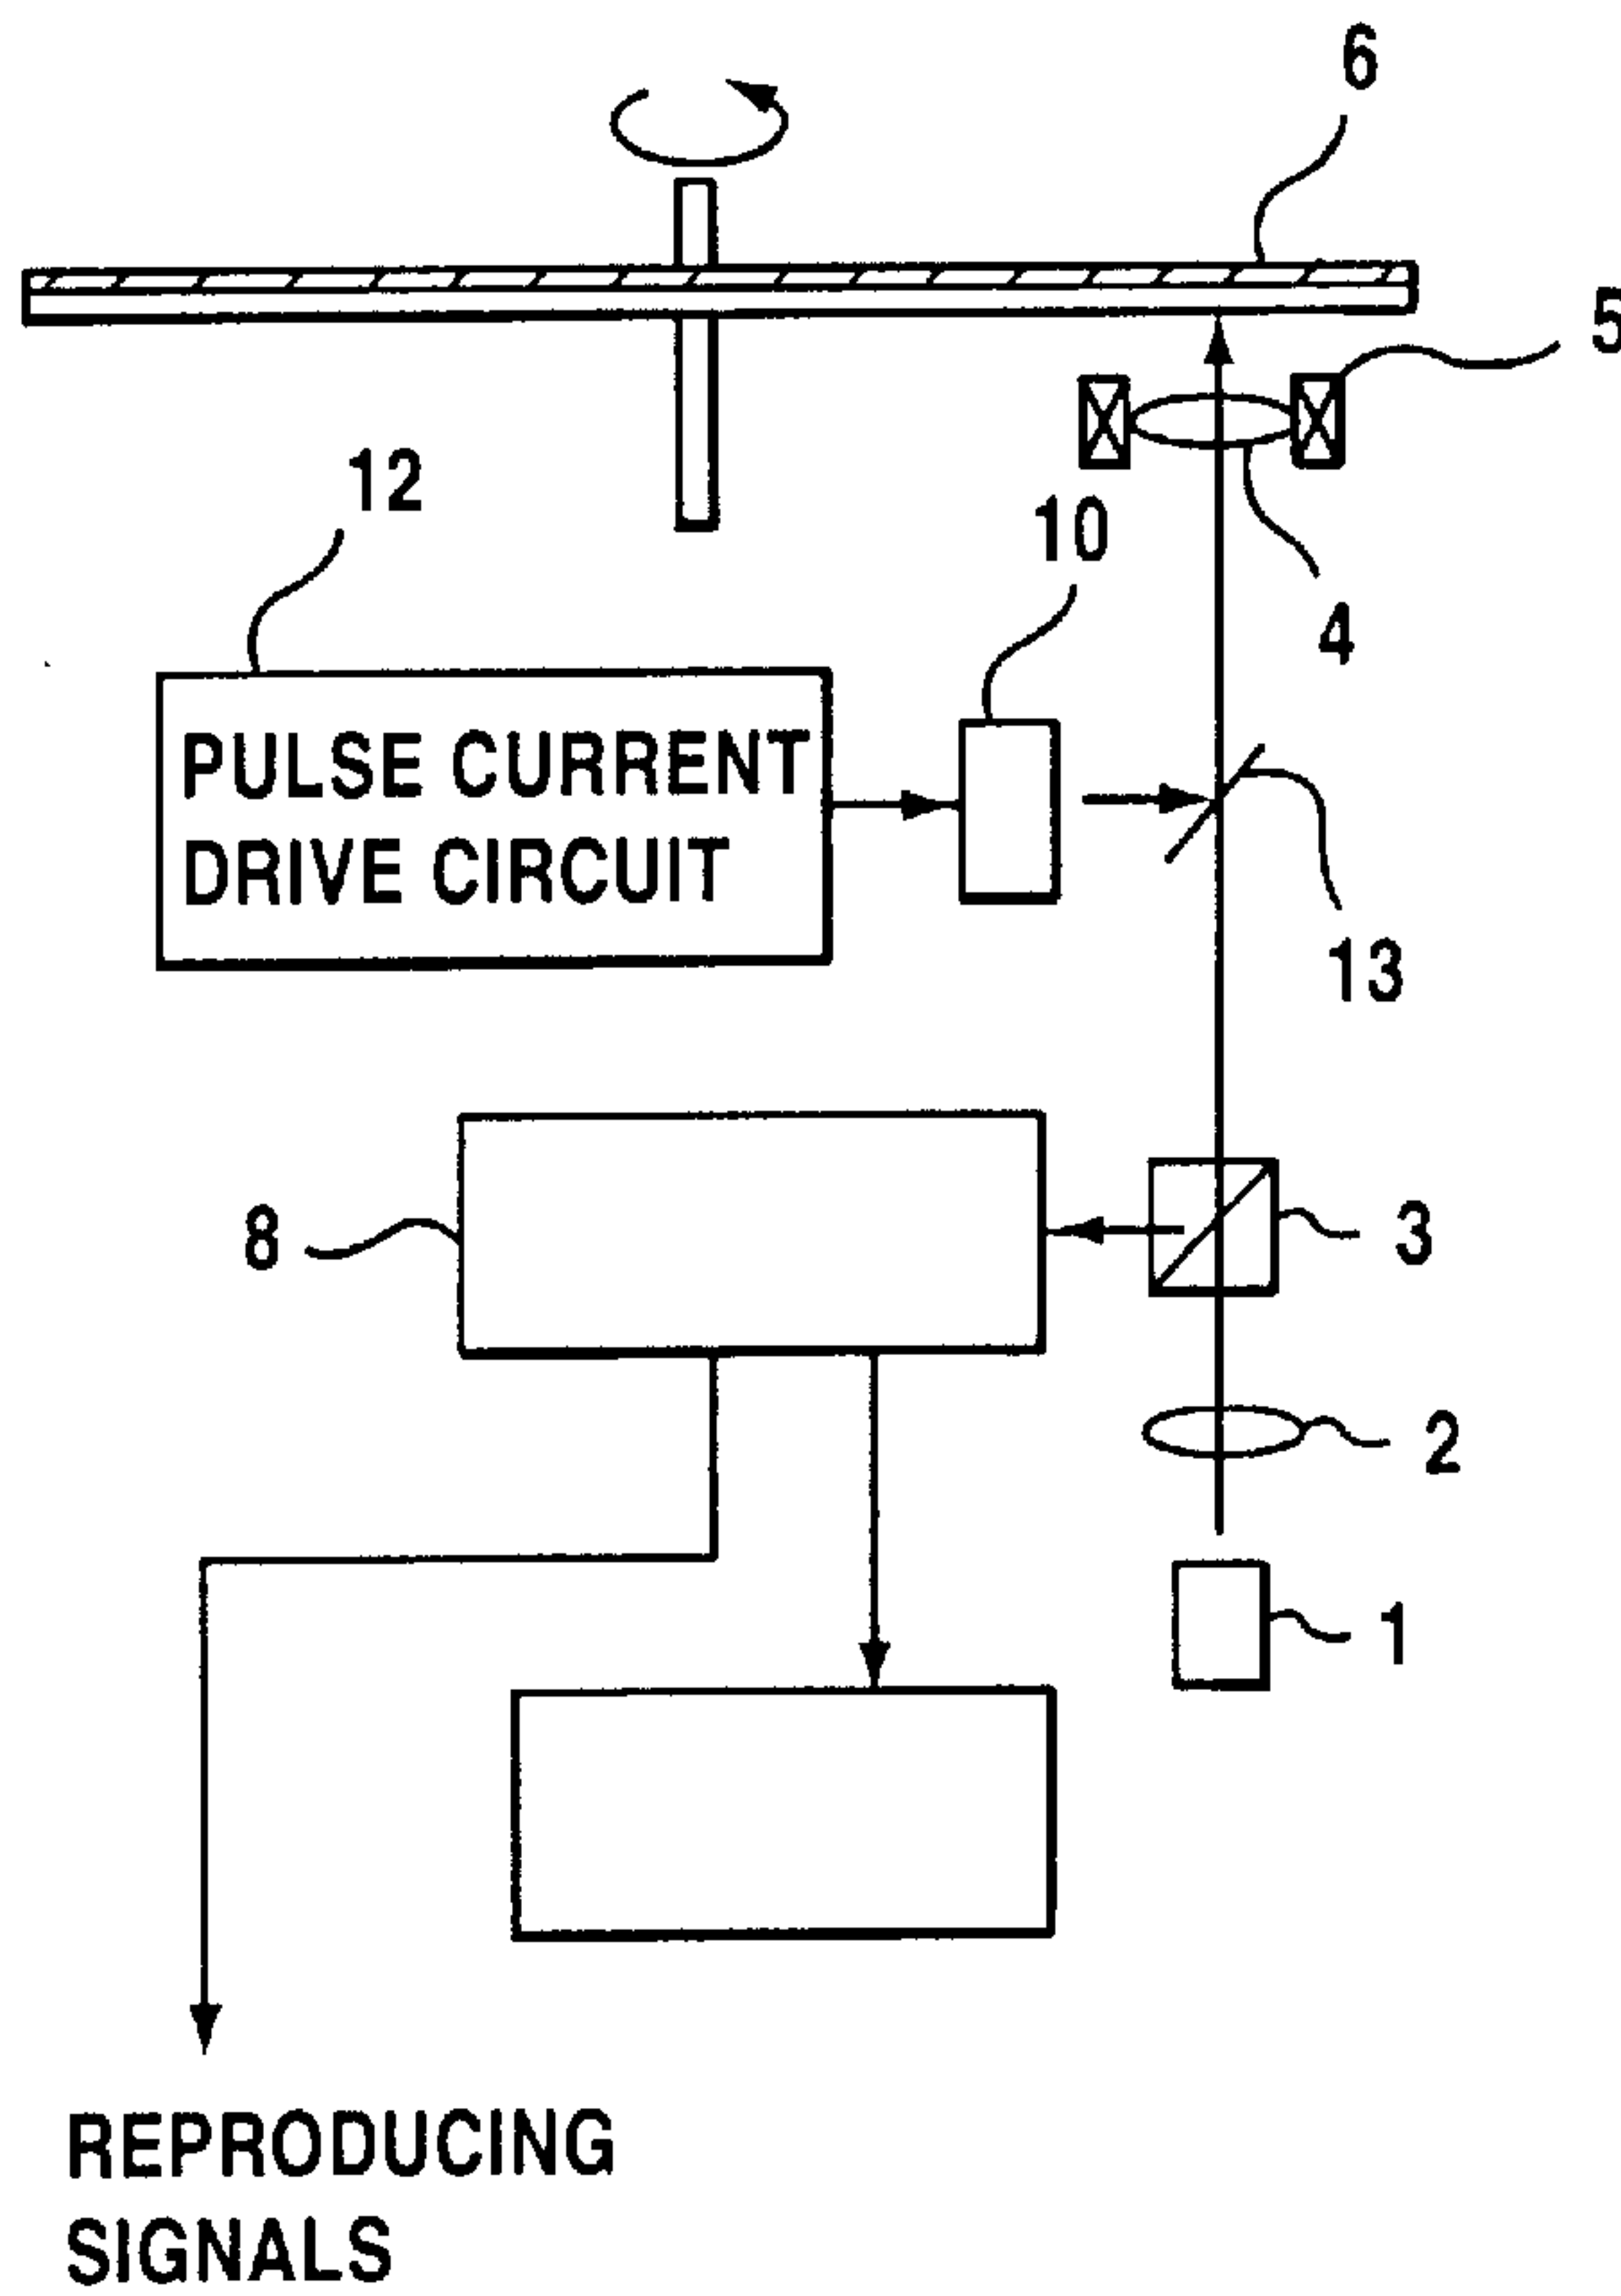 6
5
12
10
4
PULSE CURRENT
DRIVE CIRCUIT
13
8
3
2
1
REPRODUCING
SIGNALS